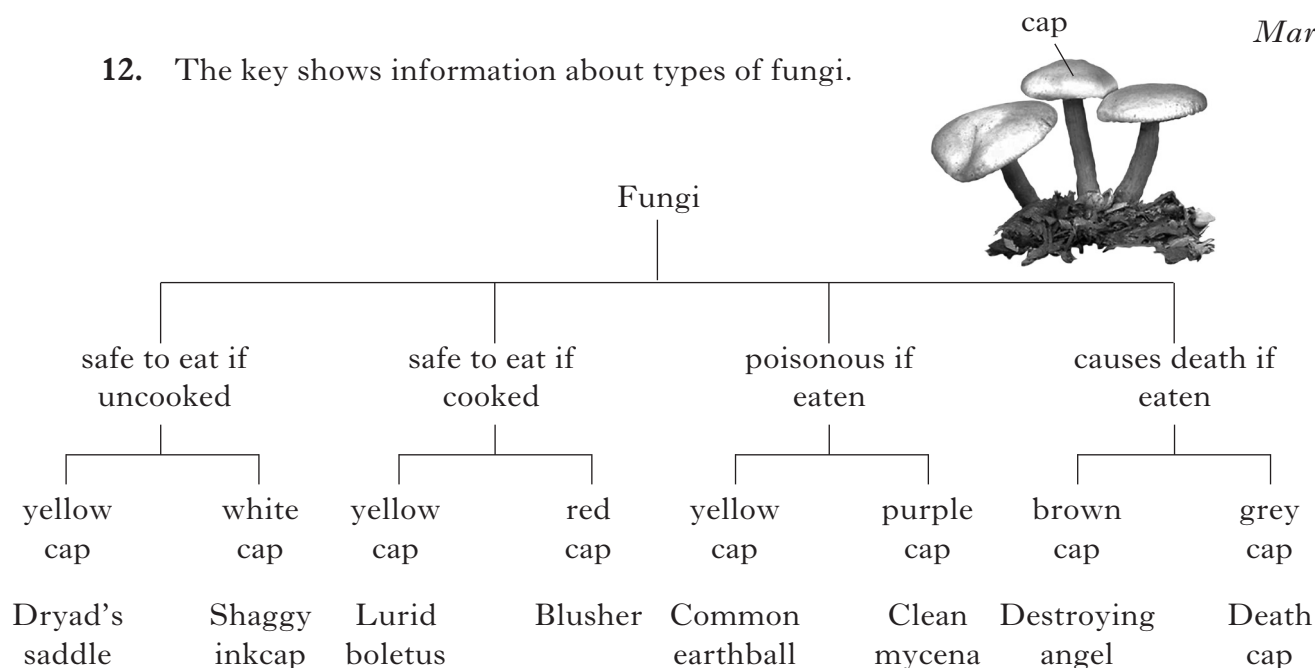 cap
Mar
12. The key shows information about types of fungi.
Fungi
safe to eat if
uncooked
safe to eat if
cooked
poisonous if
eaten
causes death if
eaten
yellow
cap
white
cap
yellow
cap
red
cap
yellow
cap
purple
cap
brown
cap
grey
cap
Dryad's
saddle
Shaggy
inkcap
Lurid
boletus
Blusher
Common
earthball
Clean
mycena
Destroying
angel
Death
cap